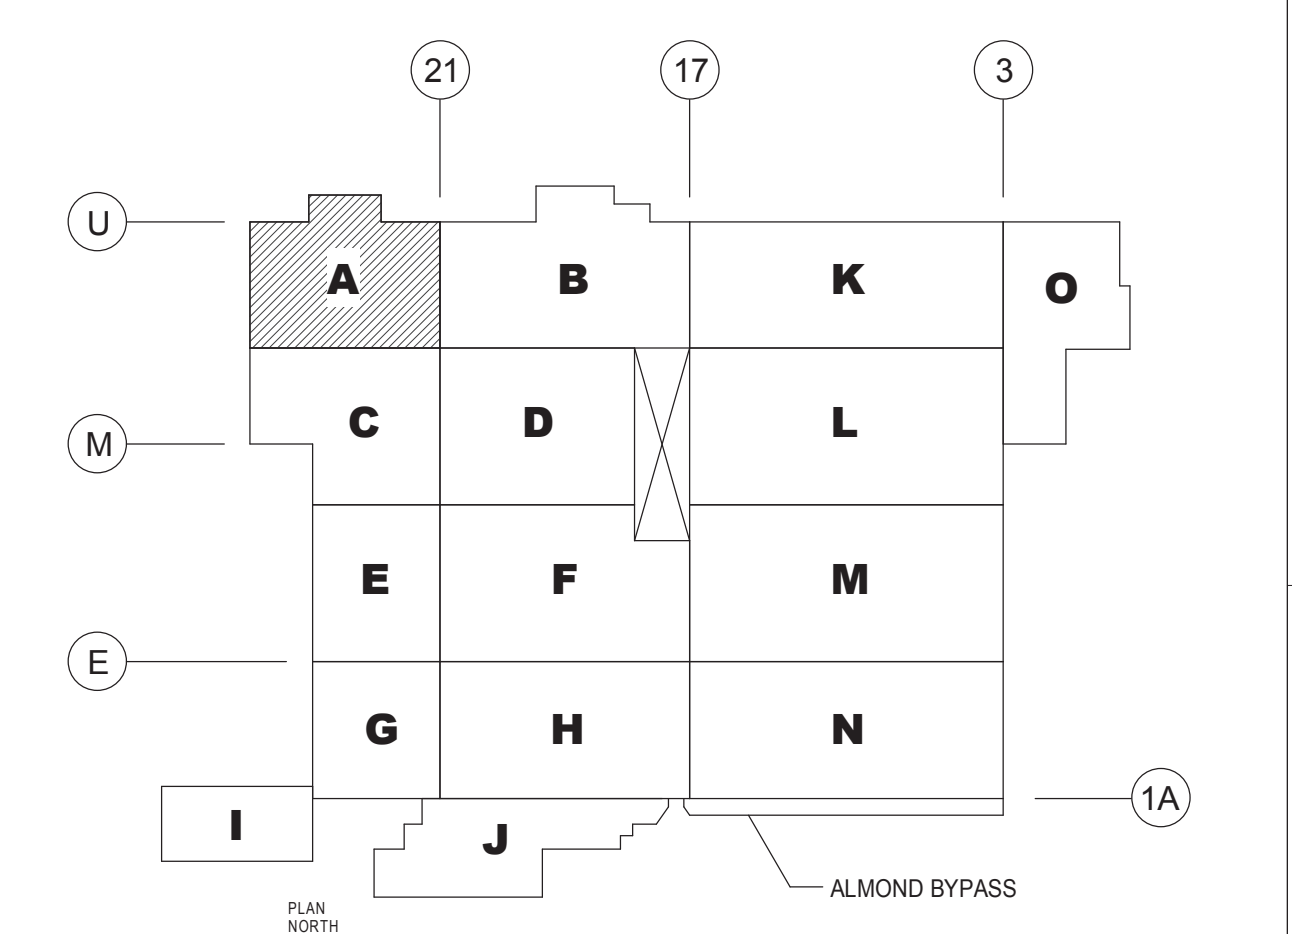 21 17 3
U
A B K O
M
C D L
E F M
E
G H N
1A
I J
ALMOND BYPASS
PLAN
NORTH